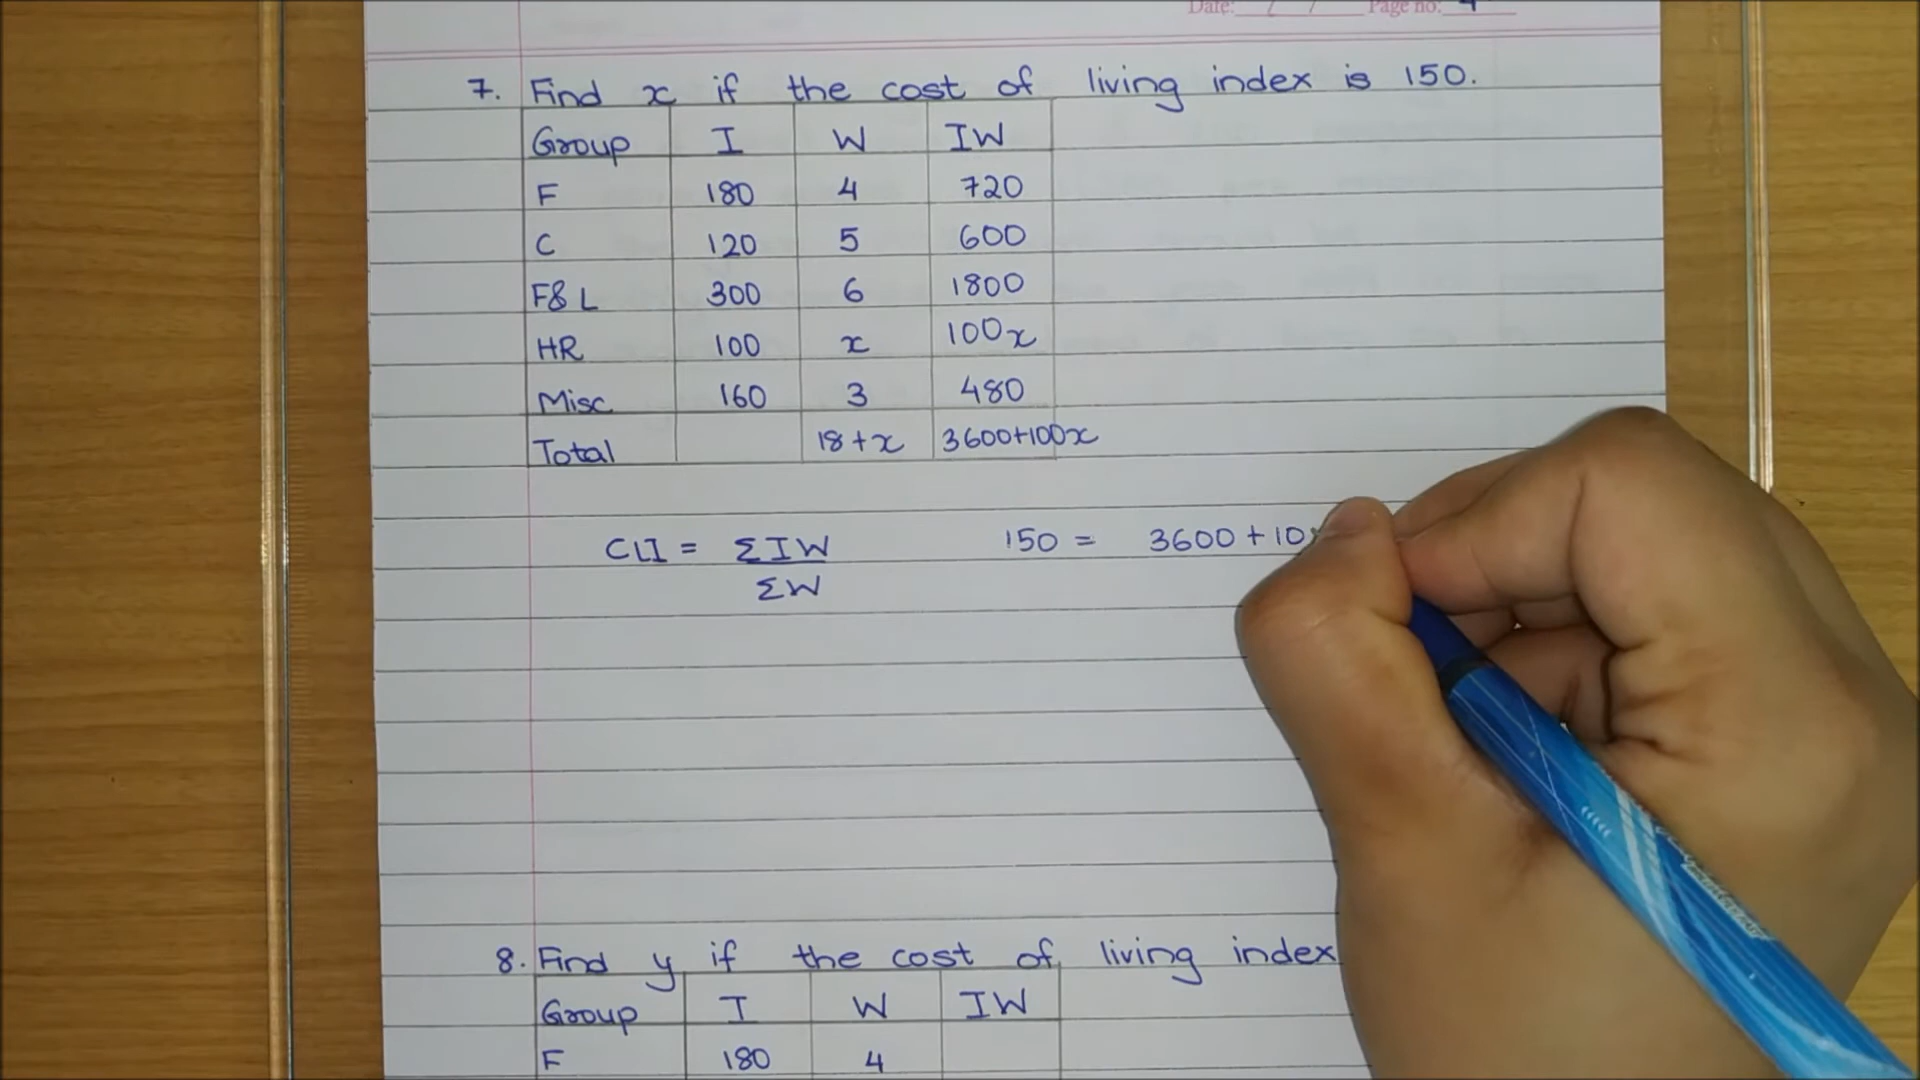 Date: / / Page no:
7. Find x if the cost of living index is 150.
Group I W IW
F 180 4 720
C 120 5 600
F&L 300 6 1800
HR 100 x 100x
Misc 160 3 480
Total 18+x 3600+100x
CLI = ΣIW 150 = 3600 + 10
ΣW
8. Find y if the cost of living index
Group I W IW
F 180 4